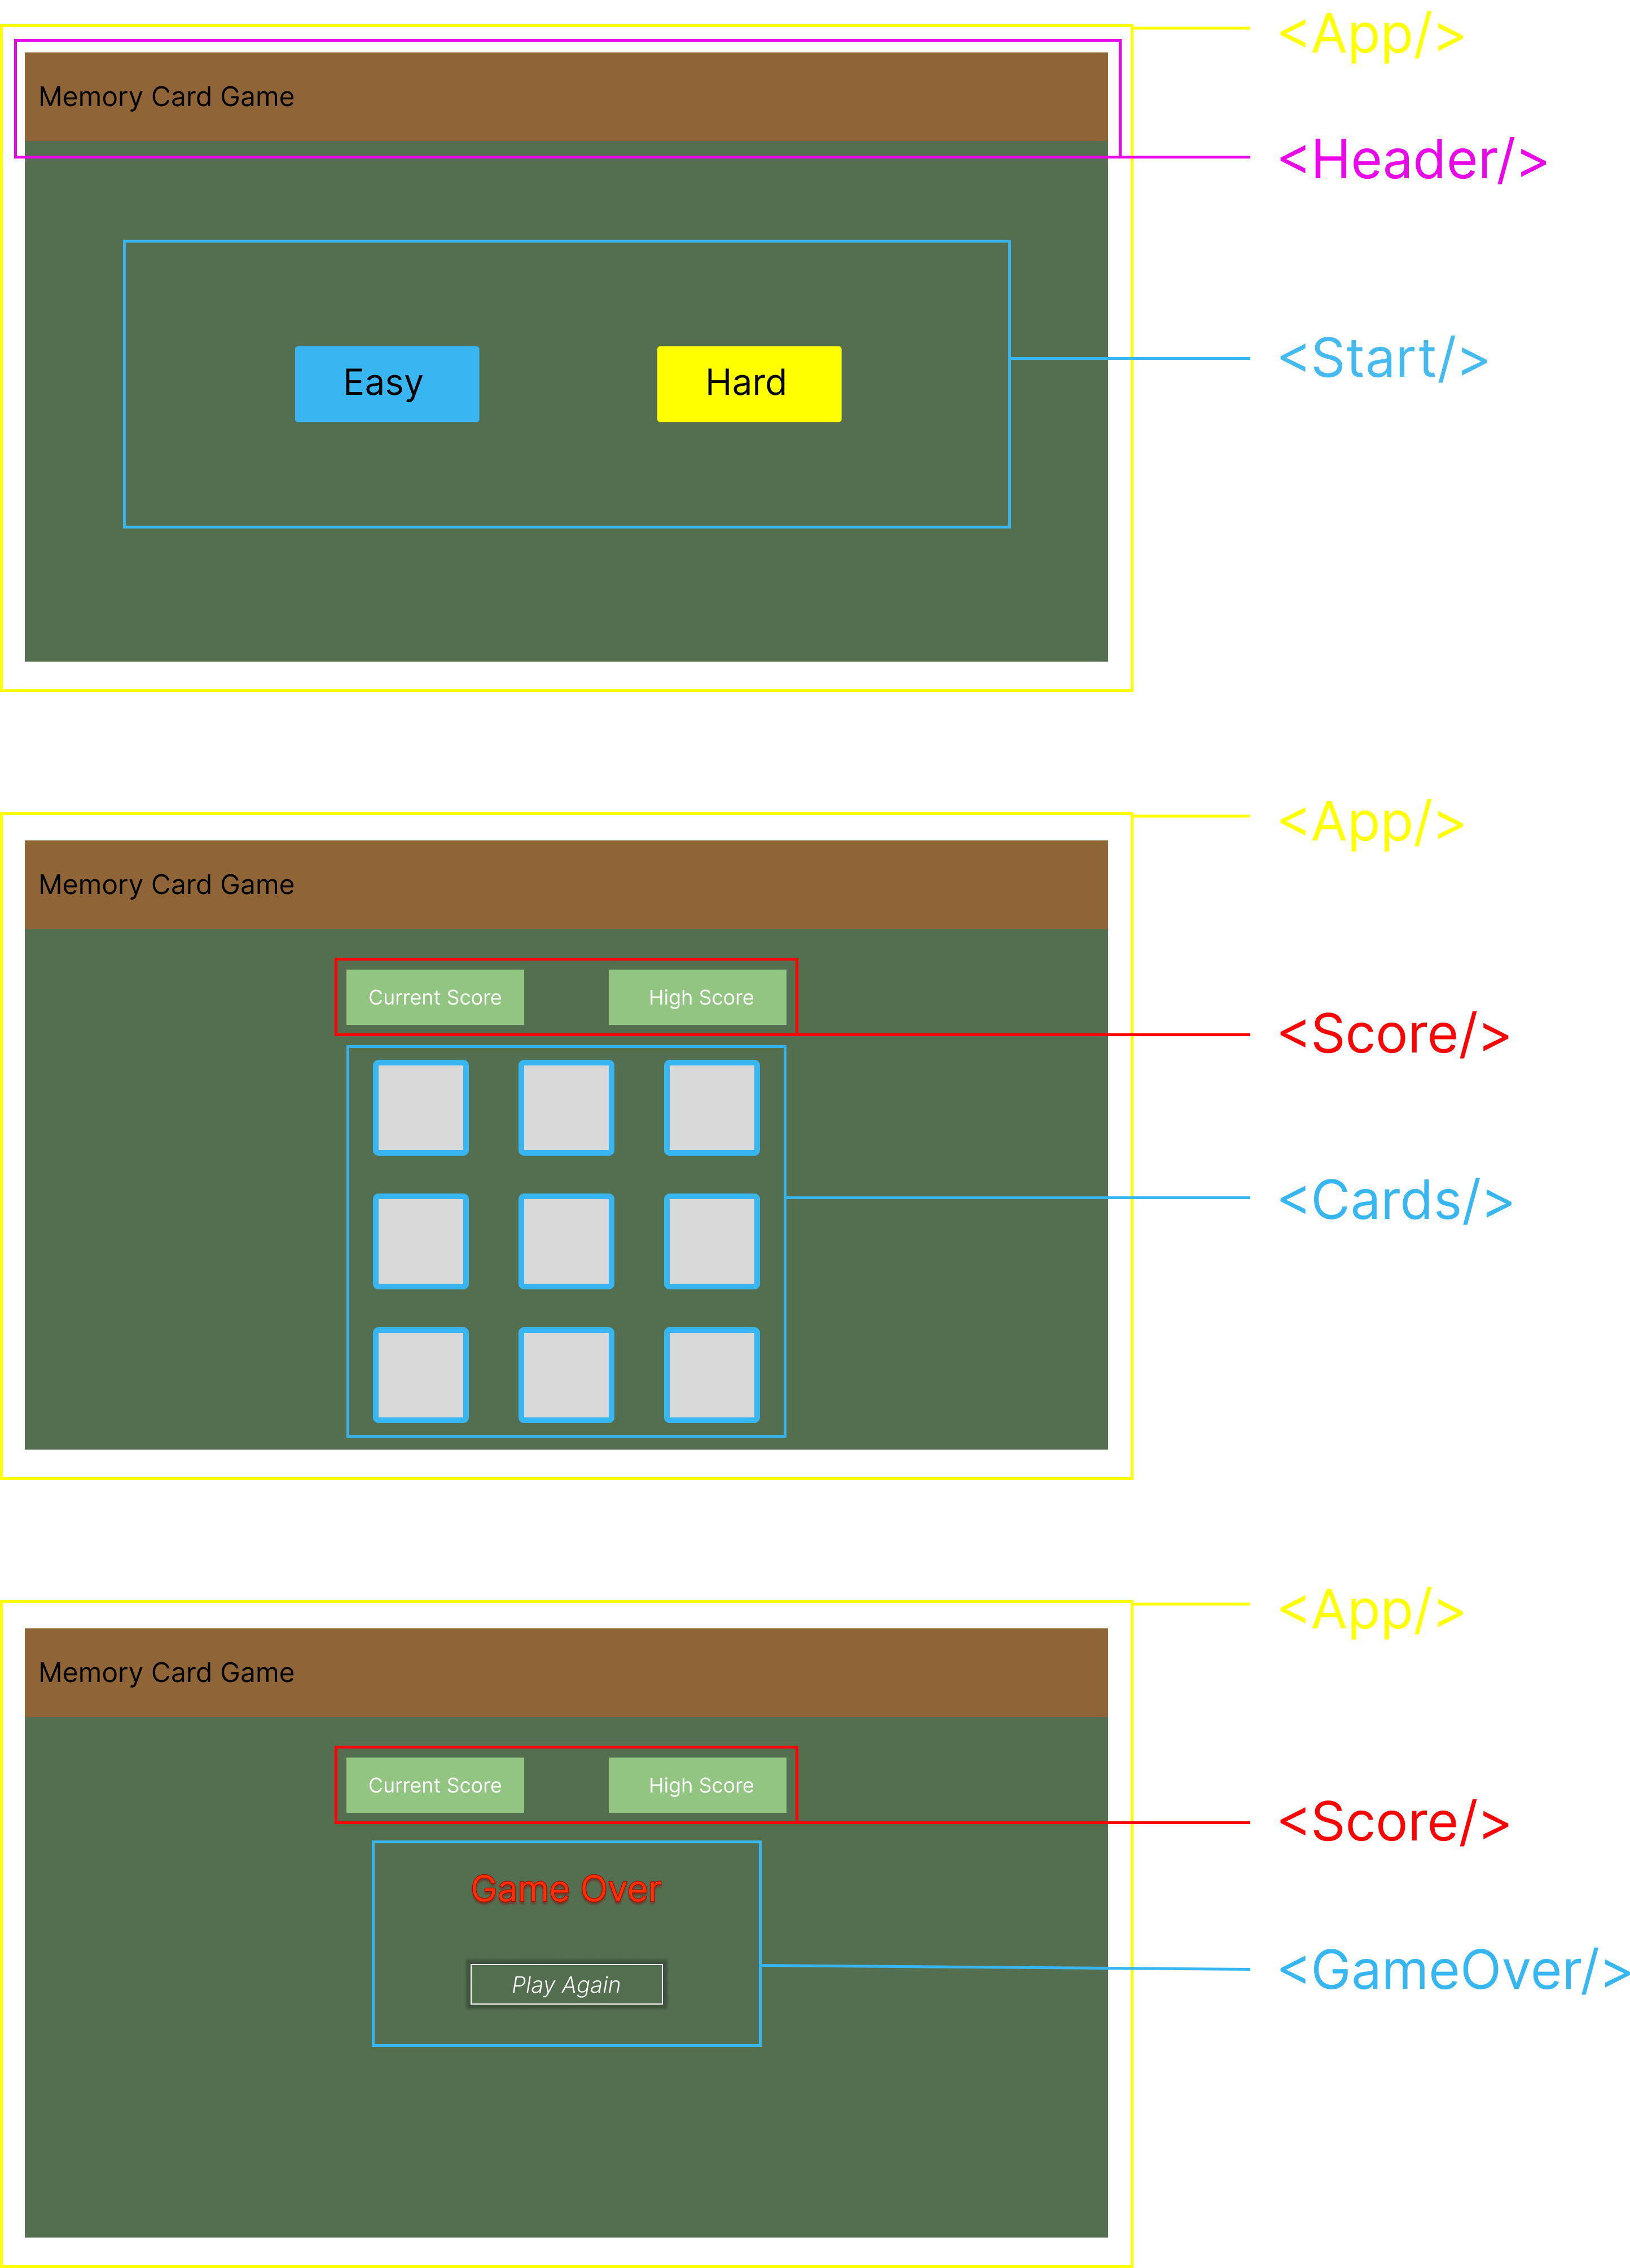 <App/>
Memory Card Game
<Header/>
<Start/>
Easy
Hard
<App/>
Memory Card Game
Current Score
High Score
<Score/>
<Cards/>
<App/>
Memory Card Game
Current Score
High Score
<Score/>
Game Over
<GameOver/>
Play Again